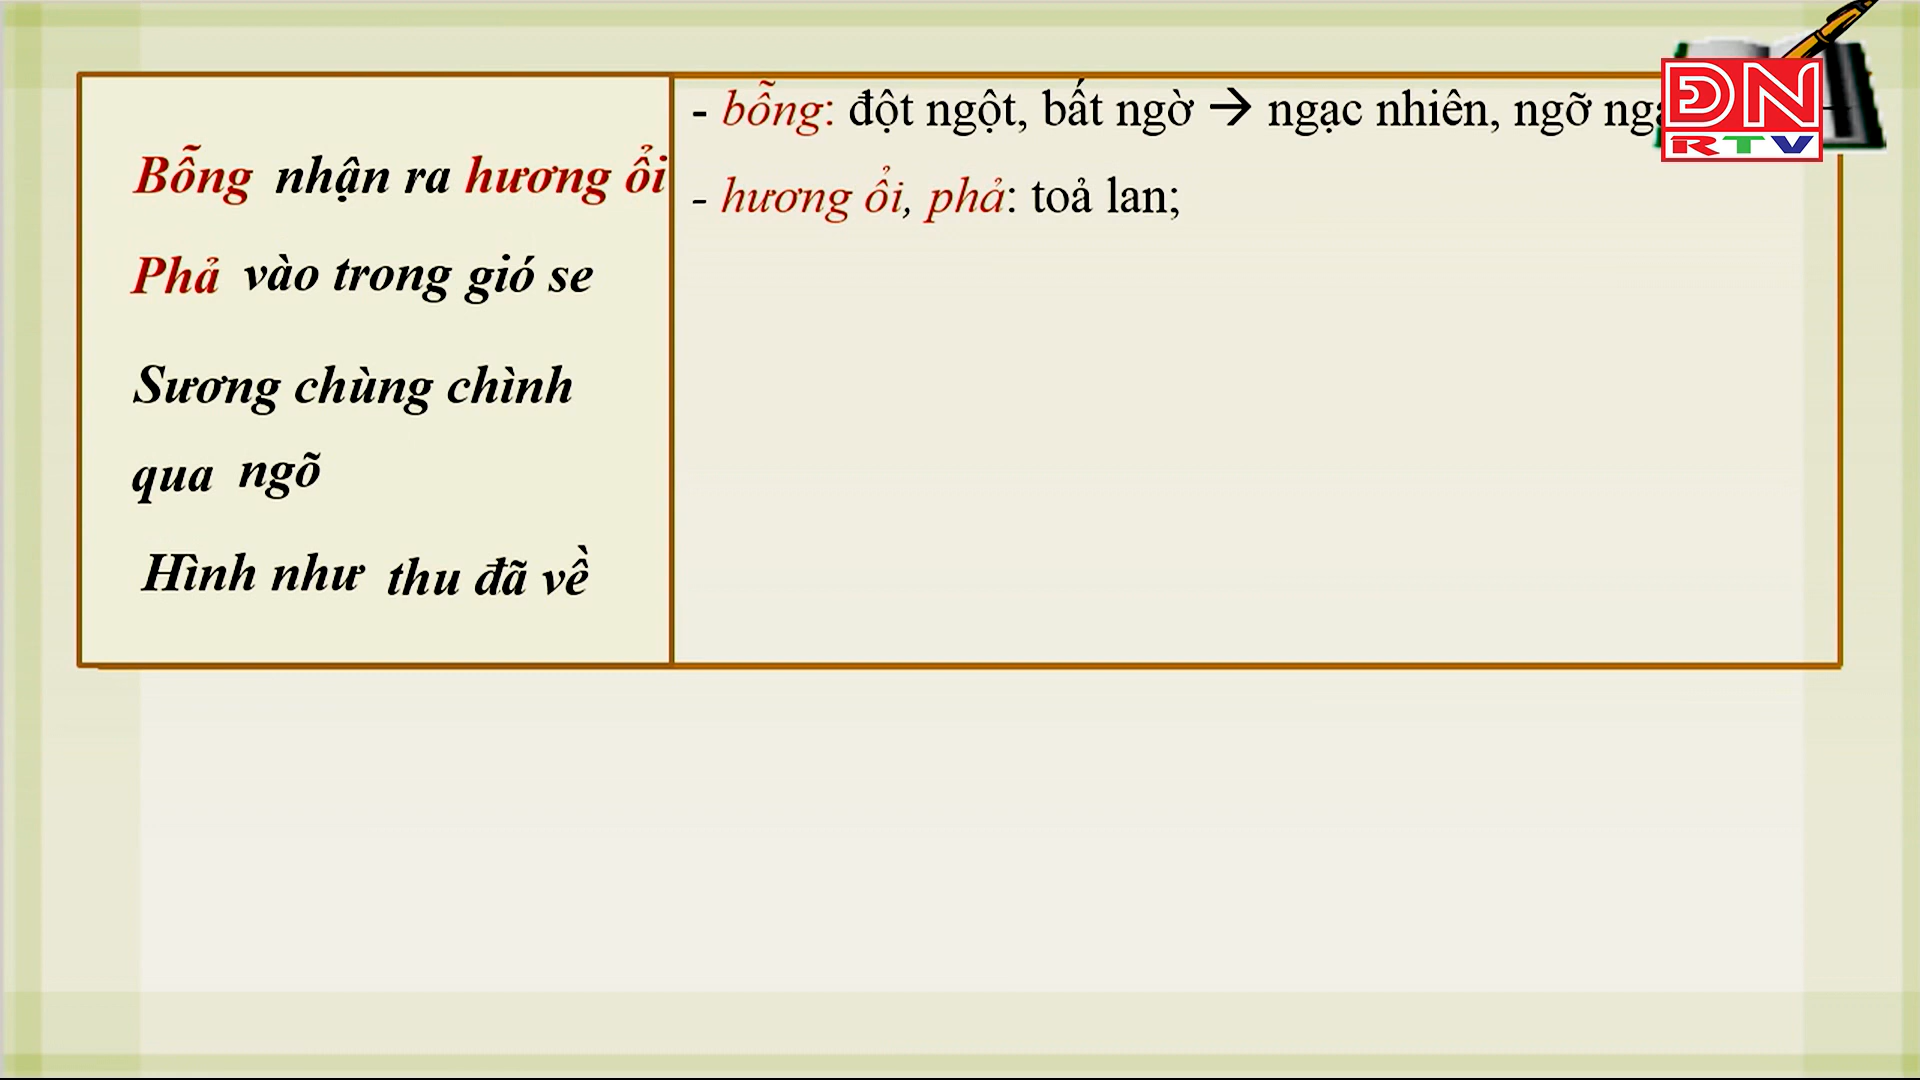 Bỗng nhận ra hương ổi
Phả vào trong gió se
Sương chùng chình
qua ngõ
Hình như thu đã về
- bỗng: đột ngột, bất ngờ → ngạc nhiên, ngỡ
- hương ổi, phả: toả lan;
ĐN
RTV